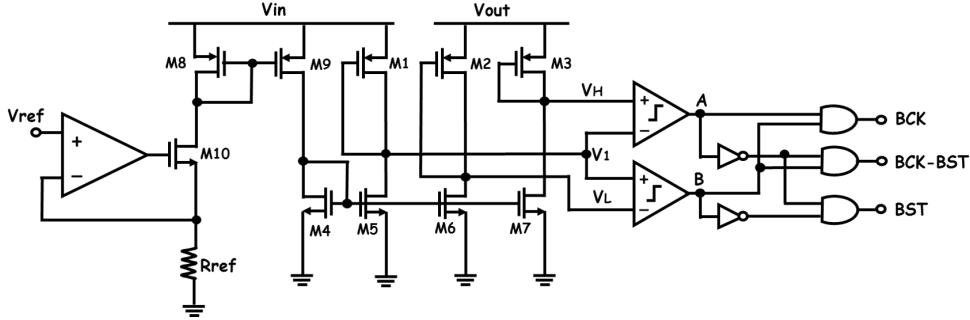 Vin
Vout
M8
M9
M1
M2
M3
Vref
+
−
M10
VH
V1
VL
+
−
+
−
A
B
BCK
BCK-BST
BST
M4
M5
M6
M7
Rref